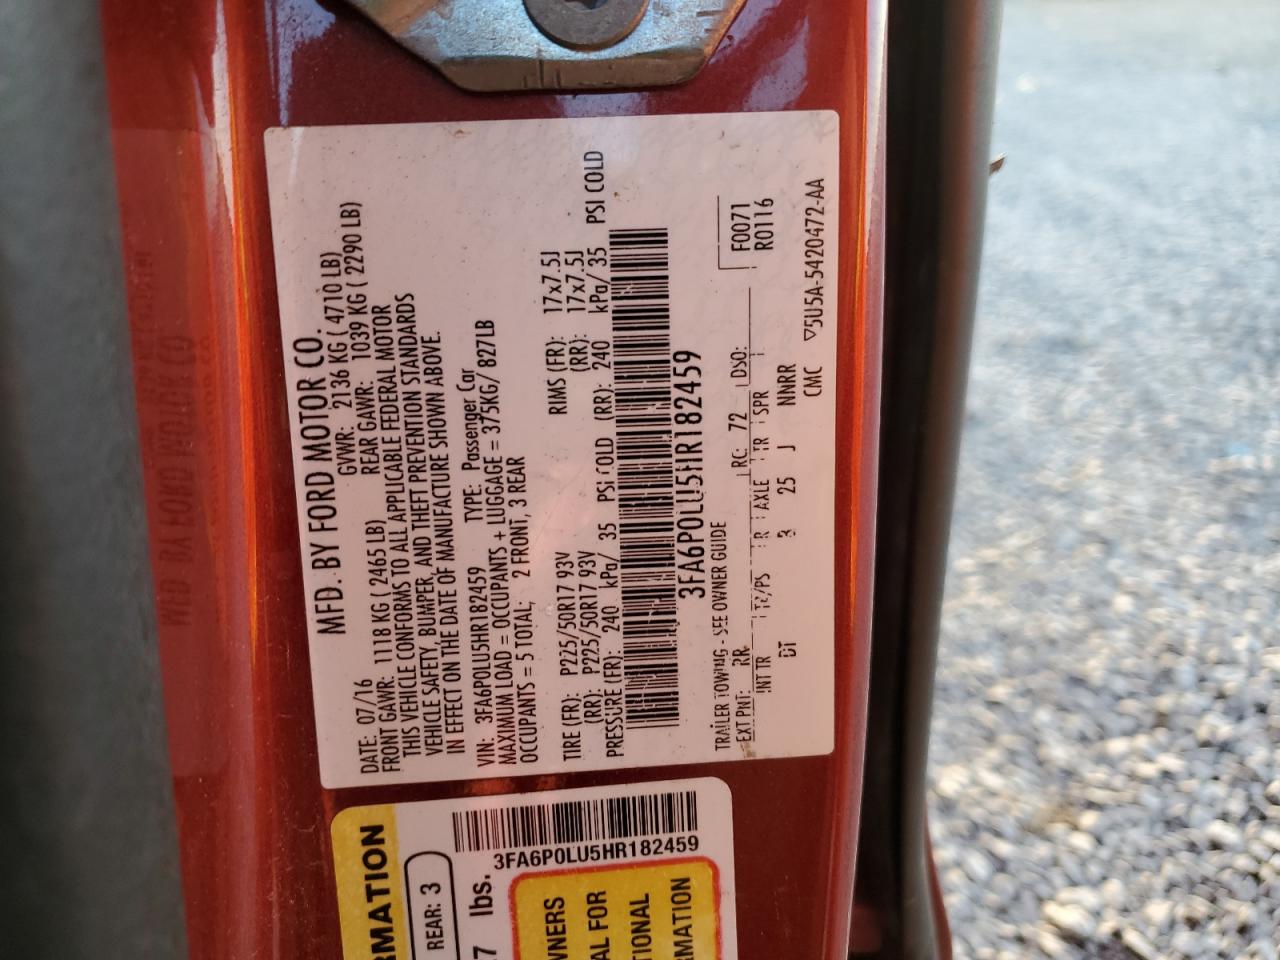 MFD. BY FORD MOTOR CO.
DATE: 07/16 GVWR: 2136 KG ( 4710 LB)
FRONT GAWR: 1118 KG ( 2465 LB) REAR GAWR: 1039 KG ( 2290 LB)
THIS VEHICLE CONFORMS TO ALL APPLICABLE FEDERAL MOTOR
VEHICLE SAFETY, BUMPER, AND THEFT PREVENTION STANDARDS
IN EFFECT ON THE DATE OF MANUFACTURE SHOWN ABOVE.
VIN: 3FA6P0LU5HR182459 TYPE: Passenger Car
MAXIMUM LOAD = OCCUPANTS + LUGGAGE = 375KG/ 827LB
OCCUPANTS = 5 TOTAL; 2 FRONT, 3 REAR
TIRE (FR): P225/50R17 93V RIMS (FR): 17x7.5J
(RR): P225/50R17 93V (RR): 17x7.5J
PRESSURE (FR): 240 kPa/ 35 PSI COLD (RR): 240 kPa/ 35 PSI COLD
3FA6P0LU5HR182459
TRAILER TOWING - SEE OWNER GUIDE
EXT PNT: RR RC: 72 DSO:
F0071
R0116
INT TR TP/PS R AXLE TR SPR
DT 3 25 J NNRR
CMC ▽5U5A-5420472-AA
RMATION
REAR: 3
3FA6P0LU5HR182459
7 lbs.
WNERS
AL FOR
TIONAL
RMATION